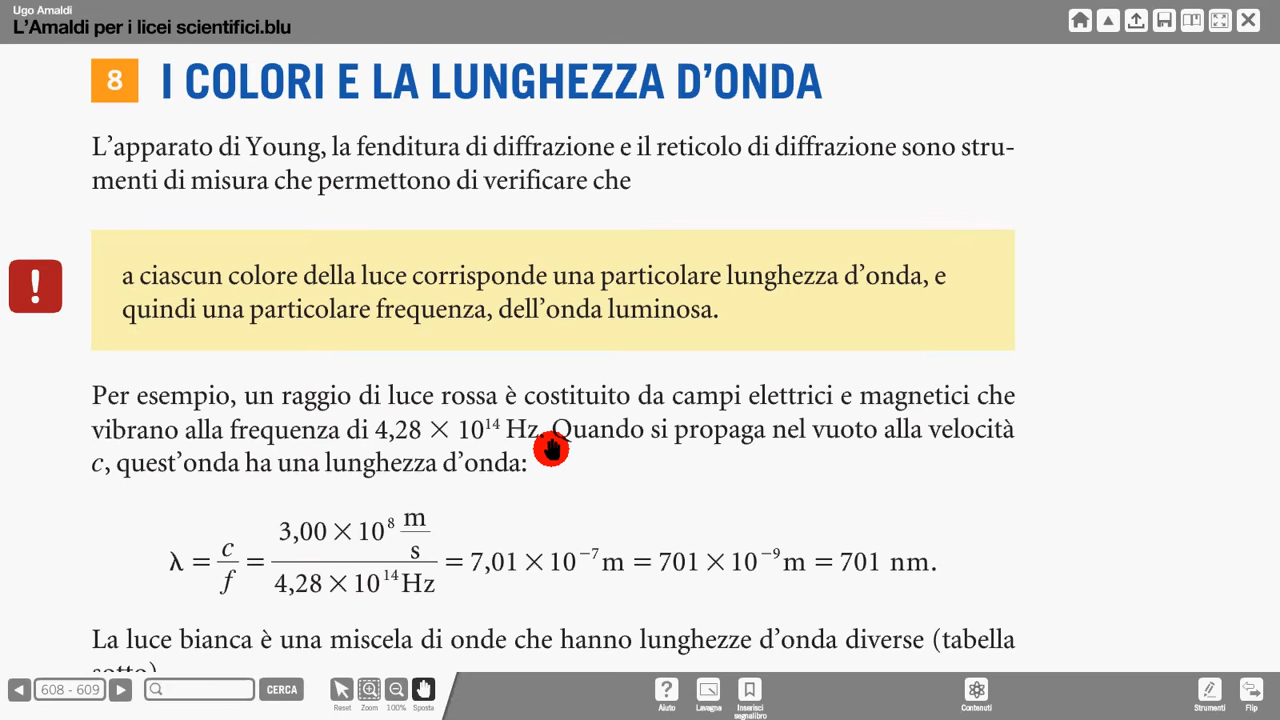 Ugo Amaldi
L'Amaldi per i licei scientifici.blu
8 I COLORI E LA LUNGHEZZA D'ONDA
L'apparato di Young, la fenditura di diffrazione e il reticolo di diffrazione sono stru-
menti di misura che permettono di verificare che
! a ciascun colore della luce corrisponde una particolare lunghezza d'onda, e
quindi una particolare frequenza, dell'onda luminosa.
Per esempio, un raggio di luce rossa è costituito da campi elettrici e magnetici che
vibrano alla frequenza di 4,28 × 10¹⁴ Hz. Quando si propaga nel vuoto alla velocità
c, quest'onda ha una lunghezza d'onda:
λ = c/f = (3,00 × 10⁸ m/s)/(4,28 × 10¹⁴ Hz) = 7,01 × 10⁻⁷ m = 701 × 10⁻⁹ m = 701 nm.
La luce bianca è una miscela di onde che hanno lunghezze d'onda diverse (tabella
sotto)
608 - 609 CERCA
Reset Zoom 100% Sposta ? Aiuto Lavagna Inserisci segnalibro Contenuti Strumenti Flip